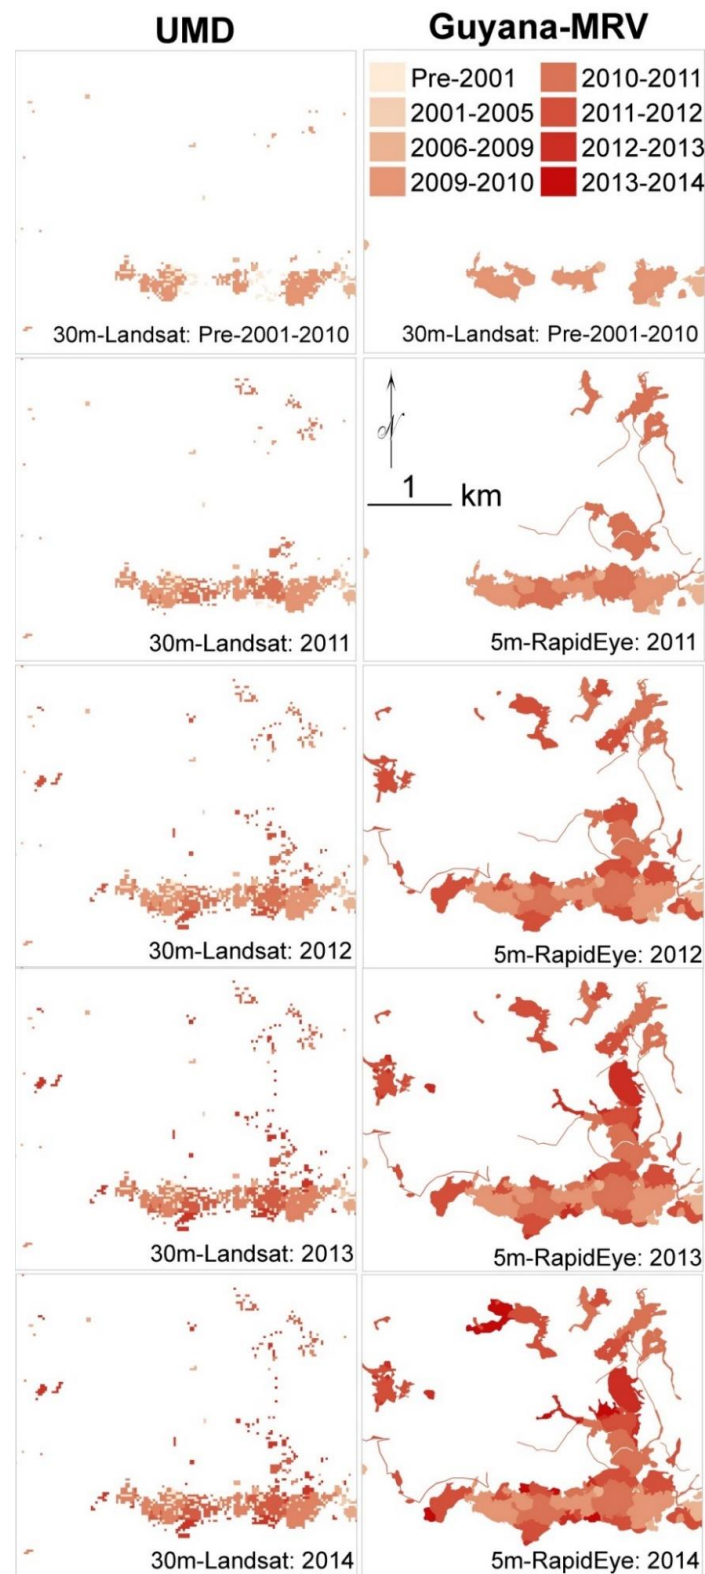 UMD
Guyana-MRV
Pre-2001
2001-2005
2006-2009
2009-2010
2010-2011
2011-2012
2012-2013
2013-2014
30m-Landsat: Pre-2001-2010
30m-Landsat: Pre-2001-2010
N
1 km
30m-Landsat: 2011
5m-RapidEye: 2011
30m-Landsat: 2012
5m-RapidEye: 2012
30m-Landsat: 2013
5m-RapidEye: 2013
30m-Landsat: 2014
5m-RapidEye: 2014